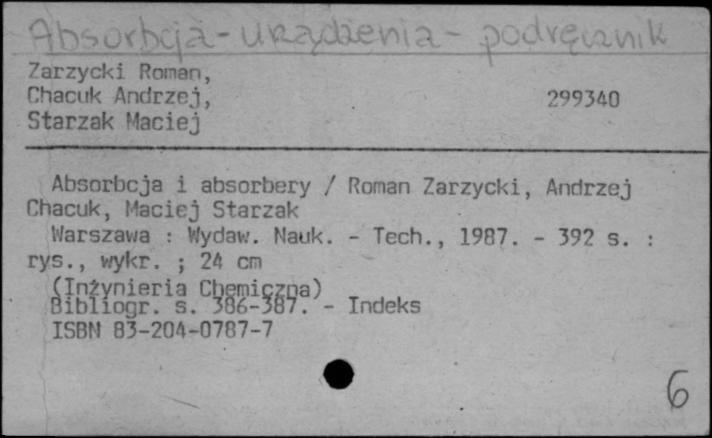 Absorbcja - urządzenia - podręcznik
Zarzycki Roman,
Chacuk Andrzej, 299340
Starzak Maciej
Absorbcja i absorbery / Roman Zarzycki, Andrzej
Chacuk, Maciej Starzak
Warszawa : Wydaw. Nauk. - Tech., 1987. - 392 s. :
rys., wykr. ; 24 cm
(Inżynieria Chemiczna)
Bibliogr. s. 386-387. - Indeks
ISBN 83-204-0787-7
6